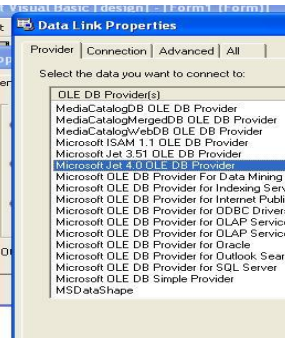 Visual Basic [design] - [Form1 (Form)]
Data Link Properties
Provider Connection Advanced All
Select the data you want to connect to:
OLE DB Provider(s)
MediaCatalogDB OLE DB Provider
MediaCatalogMergedDB OLE DB Provider
MediaCatalogWebDB OLE DB Provider
Microsoft ISAM 1.1 OLE DB Provider
Microsoft Jet 3.51 OLE DB Provider
Microsoft Jet 4.0 OLE DB Provider
Microsoft OLE DB Provider For Data Mining
Microsoft OLE DB Provider for Indexing Serv
Microsoft OLE DB Provider for Internet Publi
Microsoft OLE DB Provider for ODBC Drivers
Microsoft OLE DB Provider for OLAP Service
Microsoft OLE DB Provider for OLAP Service
Microsoft OLE DB Provider for Oracle
Microsoft OLE DB Provider for Outlook Sear
Microsoft OLE DB Provider for SQL Server
Microsoft OLE DB Simple Provider
MSDataShape